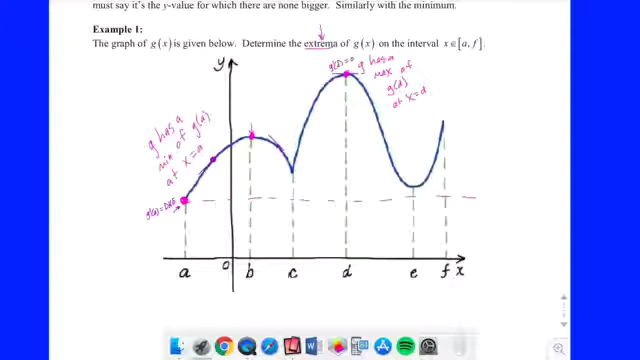 must say it's the y-value for which there are none bigger. Similarly with the minimum.
Example 1:
The graph of g(x) is given below. Determine the extrema of g(x) on the interval x∈[a, f].
y
g'(d)=0
g has a
max of
g(d)
at x=d
g has a
min of g(a)
at x=a
g'(a)=DNE
a
0
b
c
d
e
f
x